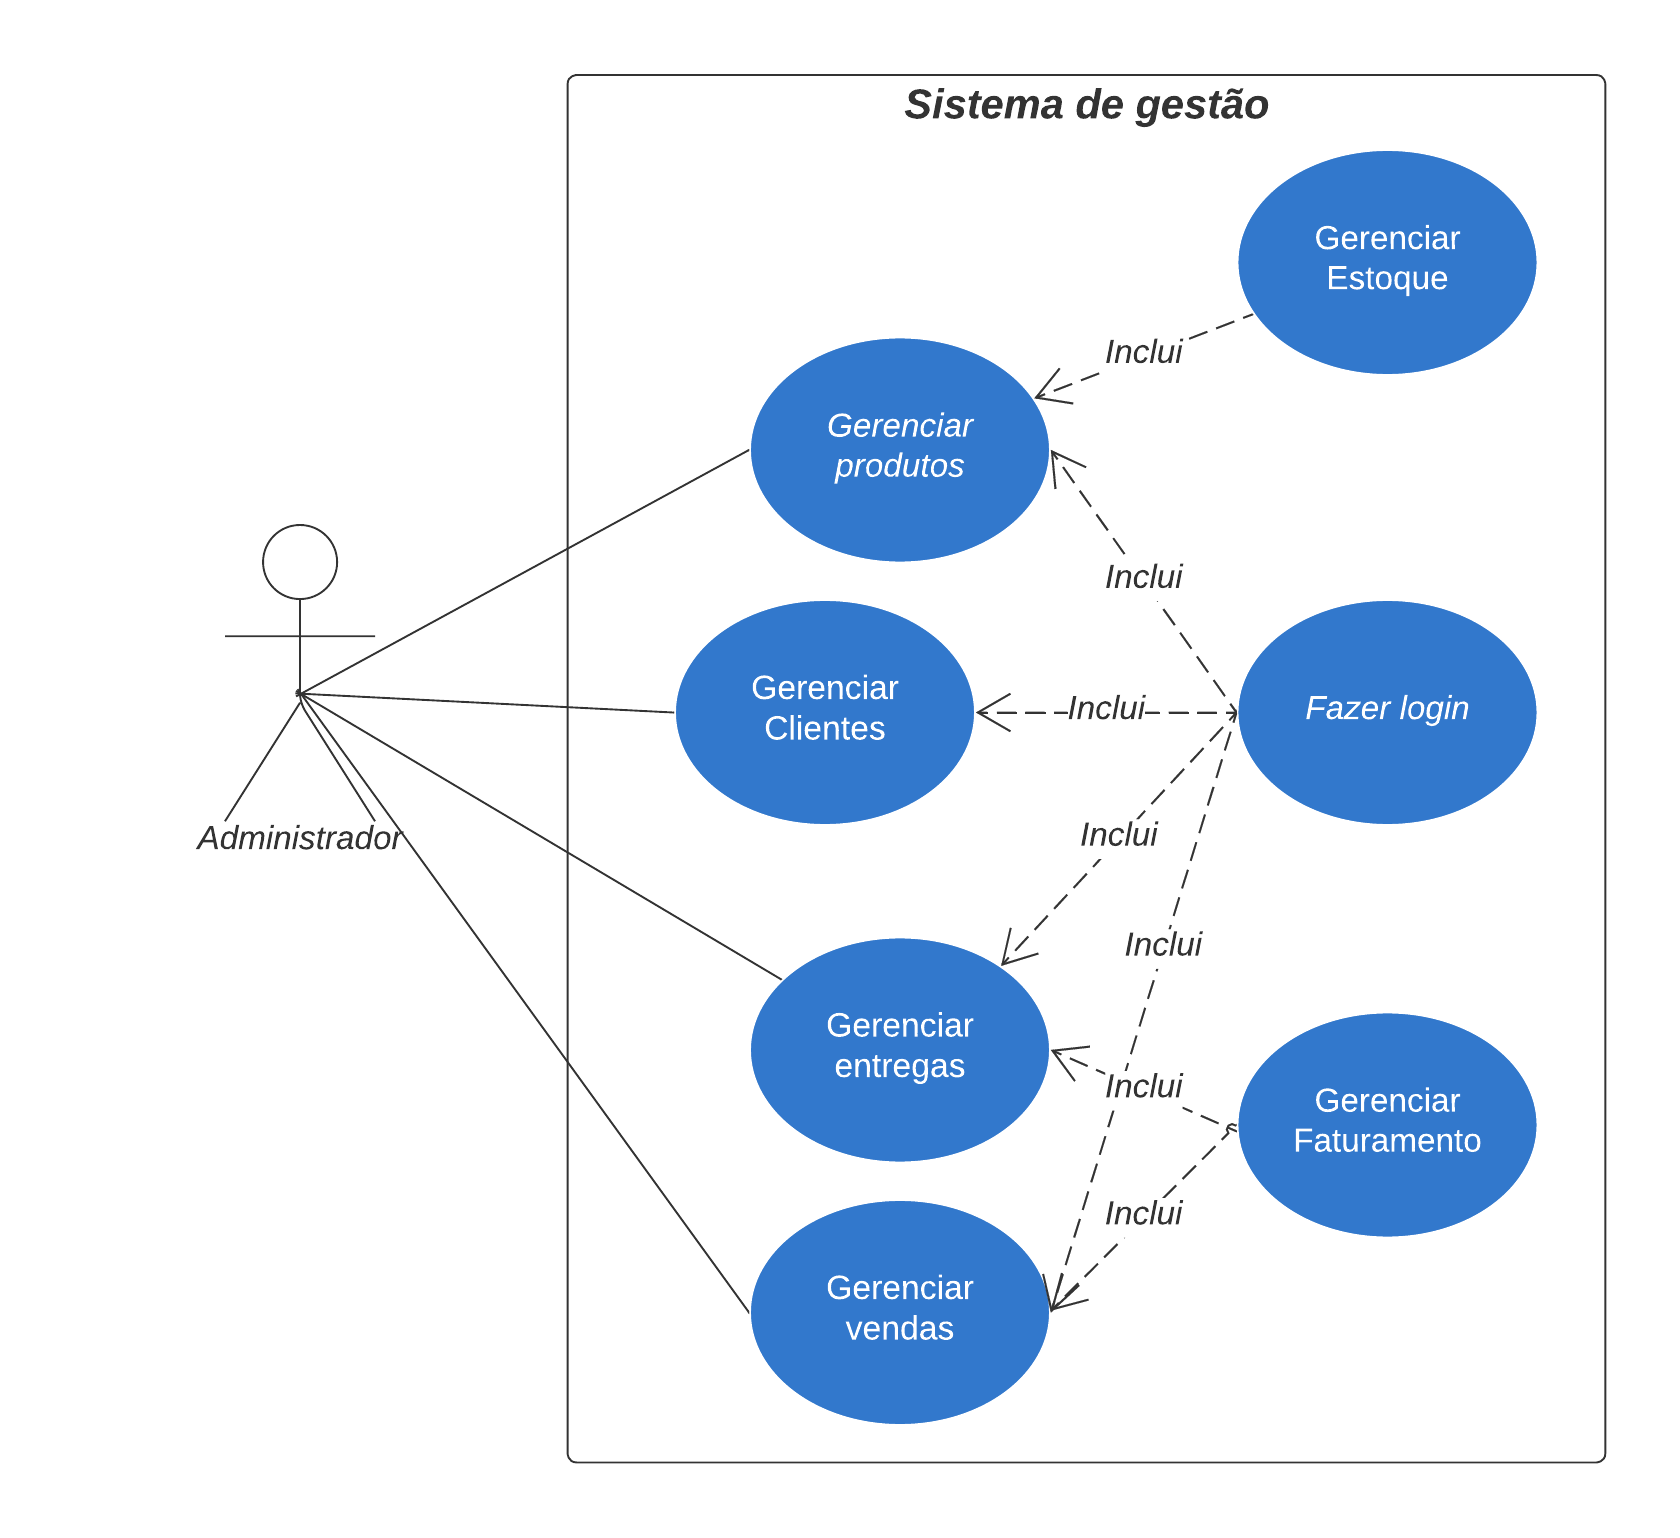 Sistema de gestão
Gerenciar
Estoque
Inclui
Gerenciar
produtos
Inclui
Gerenciar
Clientes
Inclui
Fazer login
Administrador
Inclui
Inclui
Gerenciar
entregas
Inclui
Gerenciar
Faturamento
Inclui
Gerenciar
vendas